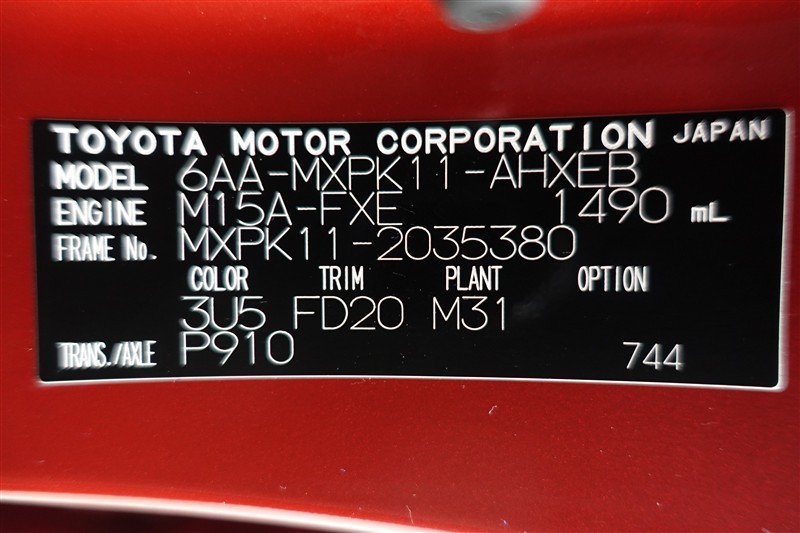 TOYOTA MOTOR CORPORATION JAPAN
MODEL 6AA-MXPK11-AHXEB
ENGINE M15A-FXE 1490 mL
FRAME No. MXPK11-2035380
COLOR TRIM PLANT OPTION
3U5 FD20 M31
TRANS./AXLE P910 744